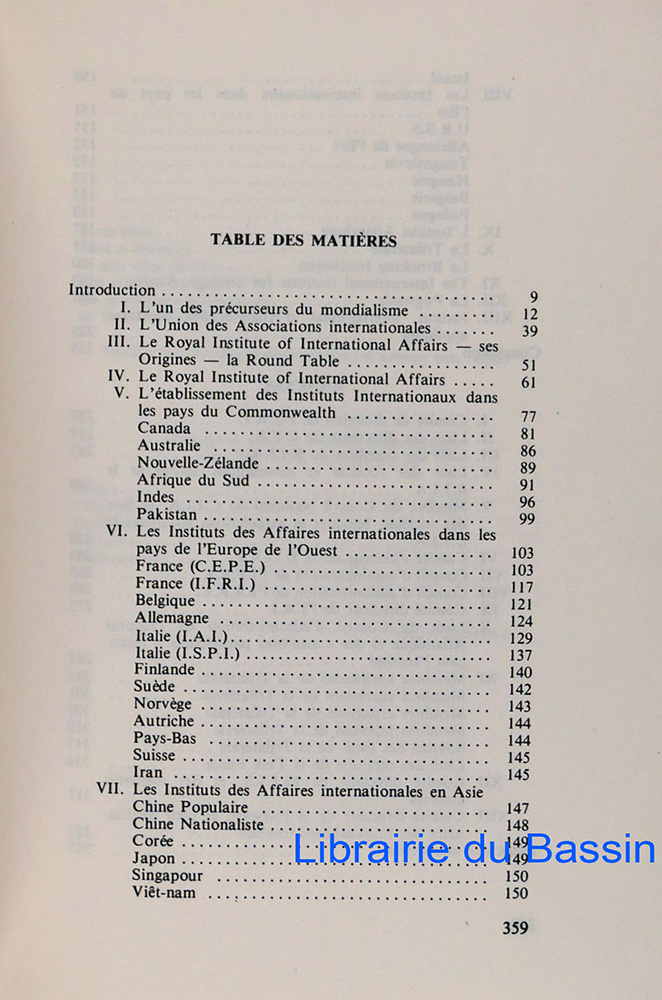 TABLE DES MATIÈRES
Introduction ....................................... 9
I. L'un des précurseurs du mondialisme ......... 12
II. L'Union des Associations internationales ....... 39
III. Le Royal Institute of International Affairs — ses
Origines — la Round Table ................. 51
IV. Le Royal Institute of International Affairs ..... 61
V. L'établissement des Instituts Internationaux dans
les pays du Commonwealth ................. 77
Canada .................................. 81
Australie ................................. 86
Nouvelle-Zélande ........................... 89
Afrique du Sud ............................ 91
Indes .................................... 96
Pakistan .................................. 99
VI. Les Instituts des Affaires internationales dans les
pays de l'Europe de l'Ouest ................. 103
France (C.E.P.E.) .......................... 103
France (I.F.R.I.) ........................... 117
Belgique .................................. 121
Allemagne ................................ 124
Italie (I.A.I.) ............................... 129
Italie (I.S.P.I.) ............................. 137
Finlande .................................. 140
Suède .................................... 142
Norvège .................................. 143
Autriche .................................. 144
Pays-Bas ................................. 144
Suisse .................................... 145
Iran ..................................... 145
VII. Les Instituts des Affaires internationales en Asie
Chine Populaire ........................... 147
Chine Nationaliste .......................... 148
Corée .................................... 149
Japon .................................... 149
Singapour ................................ 150
Viêt-nam ................................. 150
Librairie du Bassin
359